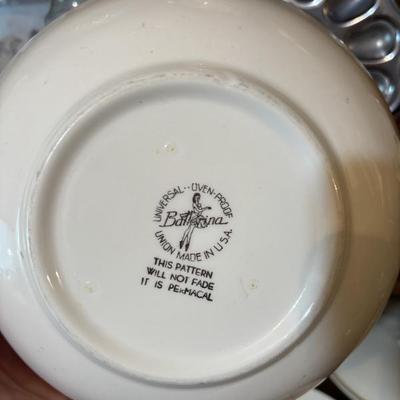 UNIVERSAL--OVEN-PROOF
Ballerina
UNION MADE IN U.S.A.
THIS PATTERN
WILL NOT FADE
IT IS PERMACAL